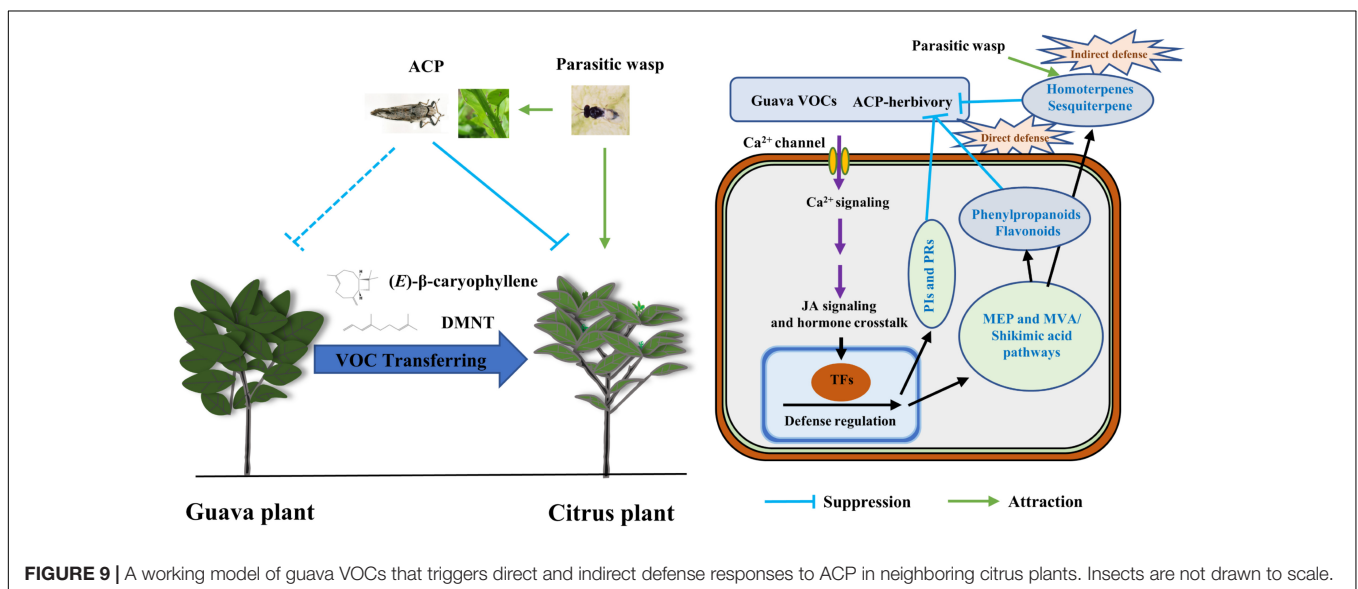 ACP
Parasitic wasp
(E)-β-caryophyllene
DMNT
VOC Transferring
Guava plant
Citrus plant
Parasitic wasp
Indirect defense
Homoterpenes
Sesquiterpene
Guava VOCs ACP-herbivory
Direct defense
Ca²⁺ channel
Ca²⁺ signaling
Phenylpropanoids
Flavonoids
PIs and PRs
JA signaling
and hormone crosstalk
MEP and MVA/
Shikimic acid
pathways
TFs
Defense regulation
Suppression
Attraction
FIGURE 9 | A working model of guava VOCs that triggers direct and indirect defense responses to ACP in neighboring citrus plants. Insects are not drawn to scale.